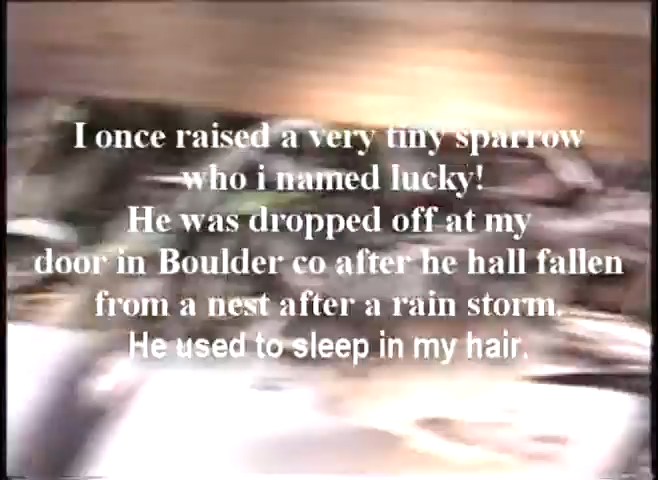 I once raised a very tiny sparrow
who i named lucky!
He was dropped off at my
door in Boulder co after he hall fallen
from a nest after a rain storm.
He used to sleep in my hair.